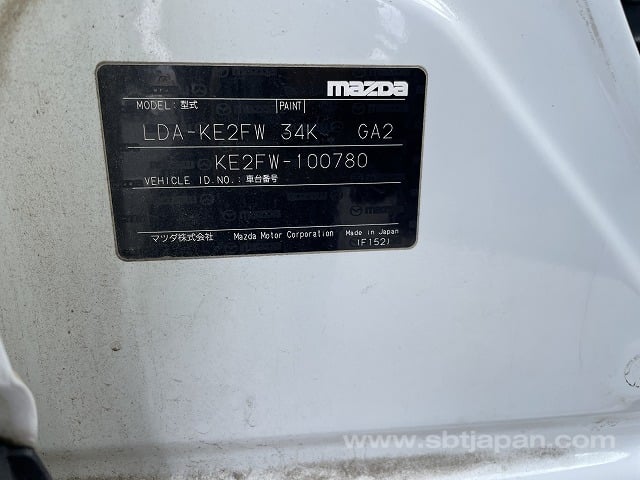 mazda
MODEL: 型式 PAINT
LDA-KE2FW 34K GA2
KE2FW-100780
VEHICLE ID.NO.: 車台番号
マツダ株式会社 Mazda Motor Corporation Made in Japan
(F152)
www.sbtjapan.com